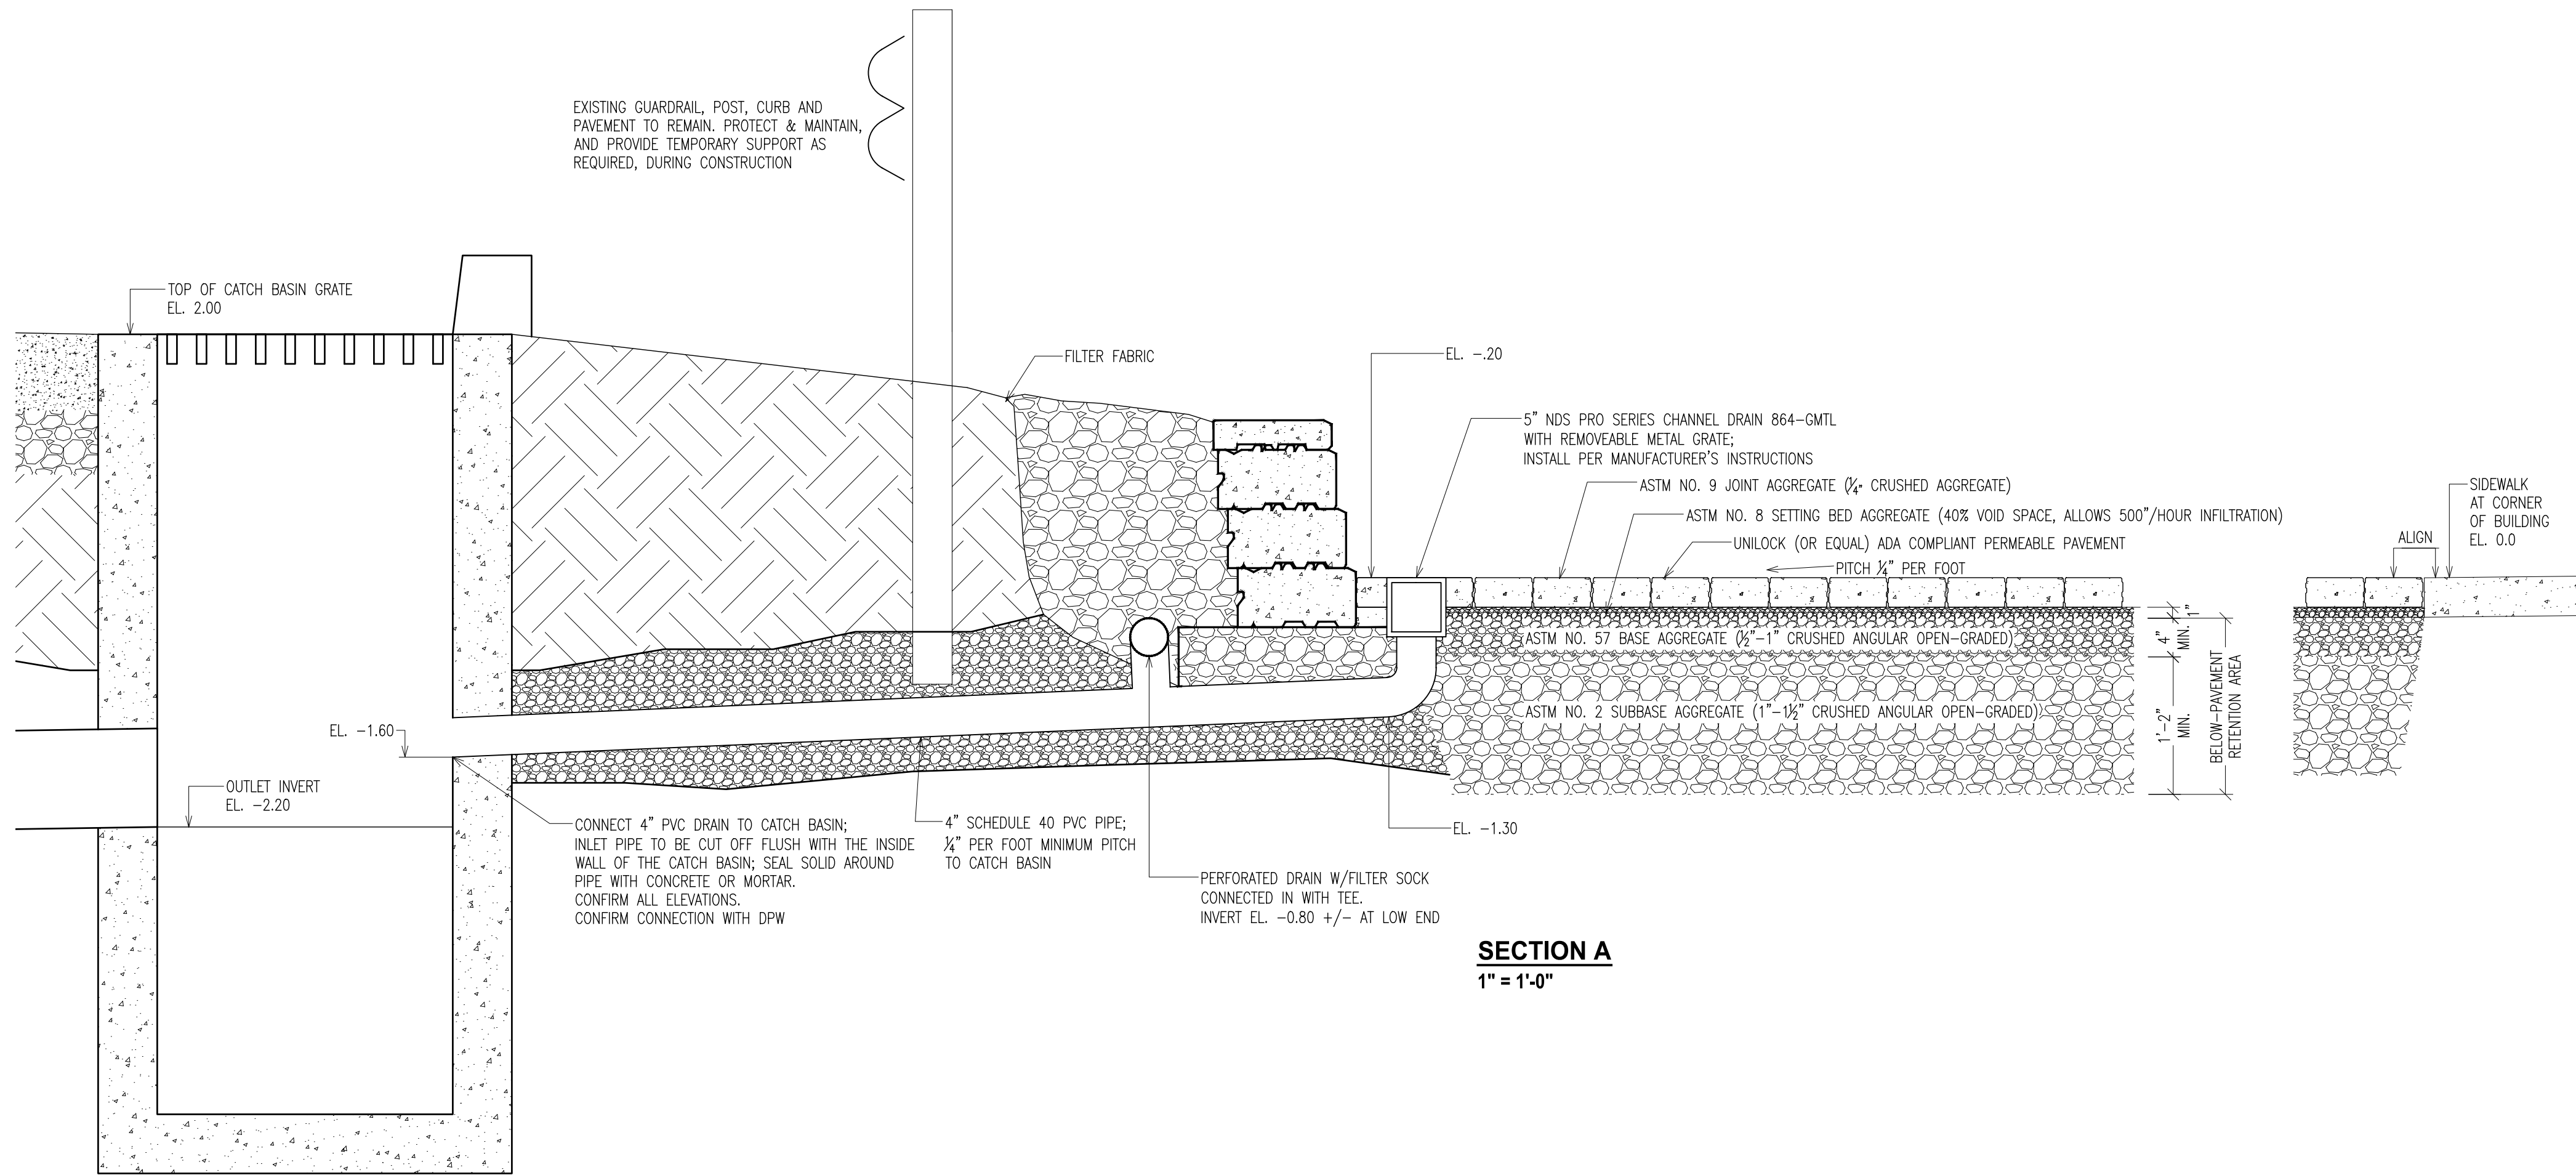 EXISTING GUARDRAIL, POST, CURB AND
PAVEMENT TO REMAIN. PROTECT & MAINTAIN,
AND PROVIDE TEMPORARY SUPPORT AS
REQUIRED, DURING CONSTRUCTION
TOP OF CATCH BASIN GRATE
EL. 2.00
FILTER FABRIC
EL. -.20
5" NDS PRO SERIES CHANNEL DRAIN 864-GMTL
WITH REMOVEABLE METAL GRATE;
INSTALL PER MANUFACTURER'S INSTRUCTIONS
ASTM NO. 9 JOINT AGGREGATE (¼" CRUSHED AGGREGATE)
ASTM NO. 8 SETTING BED AGGREGATE (40% VOID SPACE, ALLOWS 500"/HOUR INFILTRATION)
UNILOCK (OR EQUAL) ADA COMPLIANT PERMEABLE PAVEMENT
PITCH ¼" PER FOOT
SIDEWALK
AT CORNER
OF BUILDING
EL. 0.0
ALIGN
1"
4"
MIN.
ASTM NO. 57 BASE AGGREGATE (½"-1" CRUSHED ANGULAR OPEN-GRADED)
ASTM NO. 2 SUBBASE AGGREGATE (1"-1½" CRUSHED ANGULAR OPEN-GRADED)
1'-2"
MIN.
BELOW-PAVEMENT
RETENTION AREA
EL. -1.60
OUTLET INVERT
EL. -2.20
CONNECT 4" PVC DRAIN TO CATCH BASIN;
INLET PIPE TO BE CUT OFF FLUSH WITH THE INSIDE
WALL OF THE CATCH BASIN; SEAL SOLID AROUND
PIPE WITH CONCRETE OR MORTAR.
CONFIRM ALL ELEVATIONS.
CONFIRM CONNECTION WITH DPW
4" SCHEDULE 40 PVC PIPE;
¼" PER FOOT MINIMUM PITCH
TO CATCH BASIN
EL. -1.30
PERFORATED DRAIN W/FILTER SOCK
CONNECTED IN WITH TEE.
INVERT EL. -0.80 +/- AT LOW END
SECTION A
1" = 1'-0"